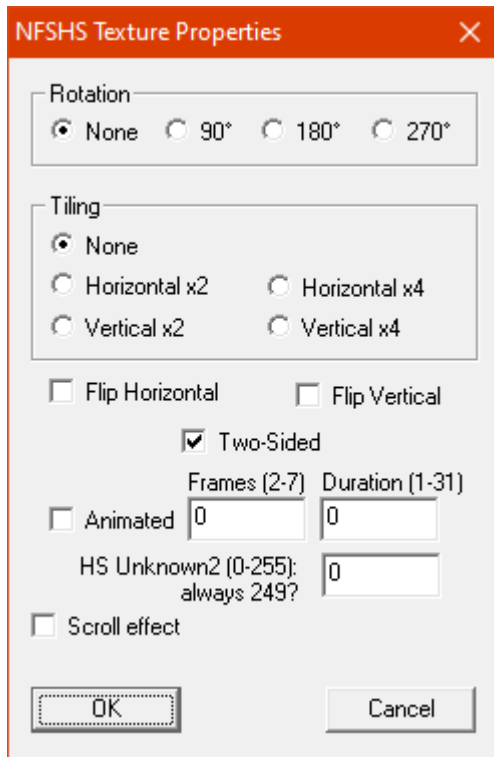 NFSHS Texture Properties
Rotation
None 90° 180° 270°
Tiling
None
Horizontal x2 Horizontal x4
Vertical x2 Vertical x4
Flip Horizontal Flip Vertical
Two-Sided
Frames (2-7) Duration (1-31)
Animated 0 0
HS Unknown2 (0-255): 0
always 249?
Scroll effect
OK Cancel